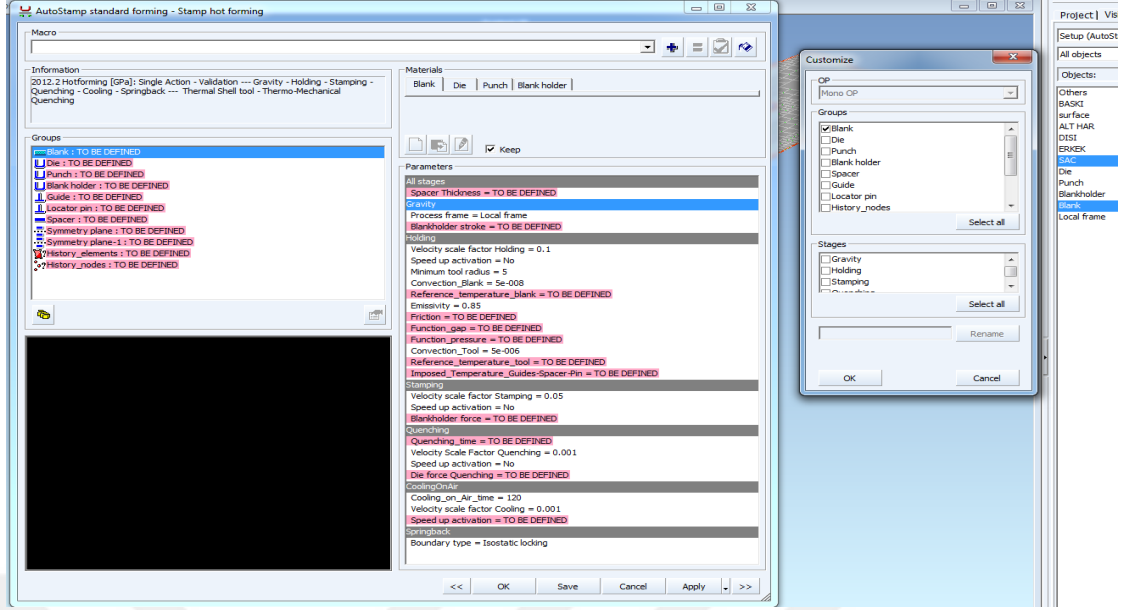 AutoStamp standard forming - Stamp hot forming
Macro
Information
2012.2 Hotforming [GPa]: Single Action - Validation --- Gravity - Holding - Stamping -
Quenching - Cooling - Springback --- Thermal Shell tool - Thermo-Mechanical
Quenching
Groups
Blank : TO BE DEFINED
Die : TO BE DEFINED
Punch : TO BE DEFINED
Blank holder : TO BE DEFINED
Guide : TO BE DEFINED
Locator pin : TO BE DEFINED
Spacer : TO BE DEFINED
Symmetry plane : TO BE DEFINED
Symmetry plane-1 : TO BE DEFINED
History_elements : TO BE DEFINED
History_nodes : TO BE DEFINED
Materials
Blank Die Punch Blank holder
Keep
Parameters
All stages
Spacer Thickness = TO BE DEFINED
Gravity
Process frame = Local frame
Blankholder stroke = TO BE DEFINED
Holding
Velocity scale factor Holding = 0.1
Speed up activation = No
Minimum tool radius = 5
Convection_Blank = 5e-008
Reference_temperature_blank = TO BE DEFINED
Emissivity = 0.85
Friction = TO BE DEFINED
Function_gap = TO BE DEFINED
Function_pressure = TO BE DEFINED
Convection_Tool = 5e-006
Reference_temperature_tool = TO BE DEFINED
Imposed_Temperature_Guides-Spacer-Pin = TO BE DEFINED
Stamping
Velocity scale factor Stamping = 0.05
Speed up activation = No
Blankholder force = TO BE DEFINED
Quenching
Quenching_time = TO BE DEFINED
Velocity Scale Factor Quenching = 0.001
Speed up activation = No
Die force Quenching = TO BE DEFINED
CoolingOnAir
Cooling_on_Air_time = 120
Velocity scale factor Cooling = 0.001
Speed up activation = TO BE DEFINED
Springback
Boundary type = Isostatic locking
<< OK Save Cancel Apply >>
Customize
OP
Mono OP
Groups
Blank
Die
Punch
Blank holder
Spacer
Guide
Locator pin
History_nodes
Select all
Stages
Gravity
Holding
Stamping
Quenching
Select all
Rename
OK Cancel
Project Vis
Setup (AutoSt
All objects
Objects:
Others
BASKI
surface
ALT HAR
DISI
ERKEK
SAC
Die
Punch
Blankholder
Blank
Local frame